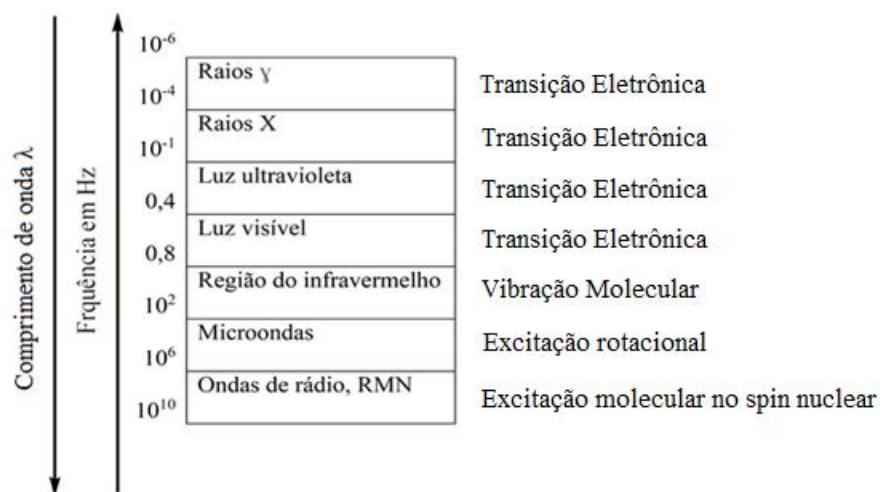 Comprimento de onda λ
Frquência em Hz
10⁻⁶
Raios ɣ
Transição Eletrônica
10⁻⁴
Raios X
Transição Eletrônica
10⁻¹
Luz ultravioleta
Transição Eletrônica
0,4
Luz visível
Transição Eletrônica
0,8
Região do infravermelho
Vibração Molecular
10²
Microondas
Excitação rotacional
10⁶
Ondas de rádio, RMN
Excitação molecular no spin nuclear
10¹⁰